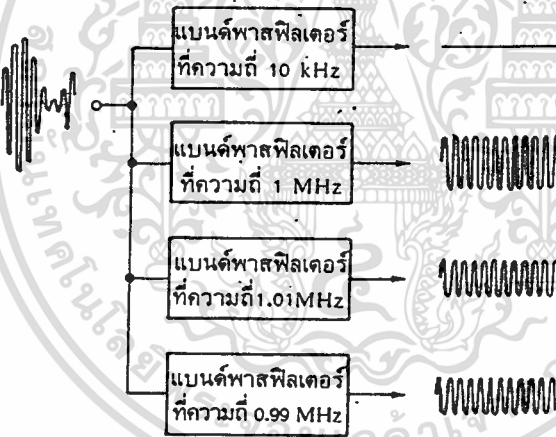 แบนด์พาสฟิลเตอร์
ที่ความถี่ 10 kHz
แบนด์พาสฟิลเตอร์
ที่ความถี่ 1 MHz
แบนด์พาสฟิลเตอร์
ที่ความถี่1.01MHz
แบนด์พาสฟิลเตอร์
ที่ความถี่ 0.99 MHz